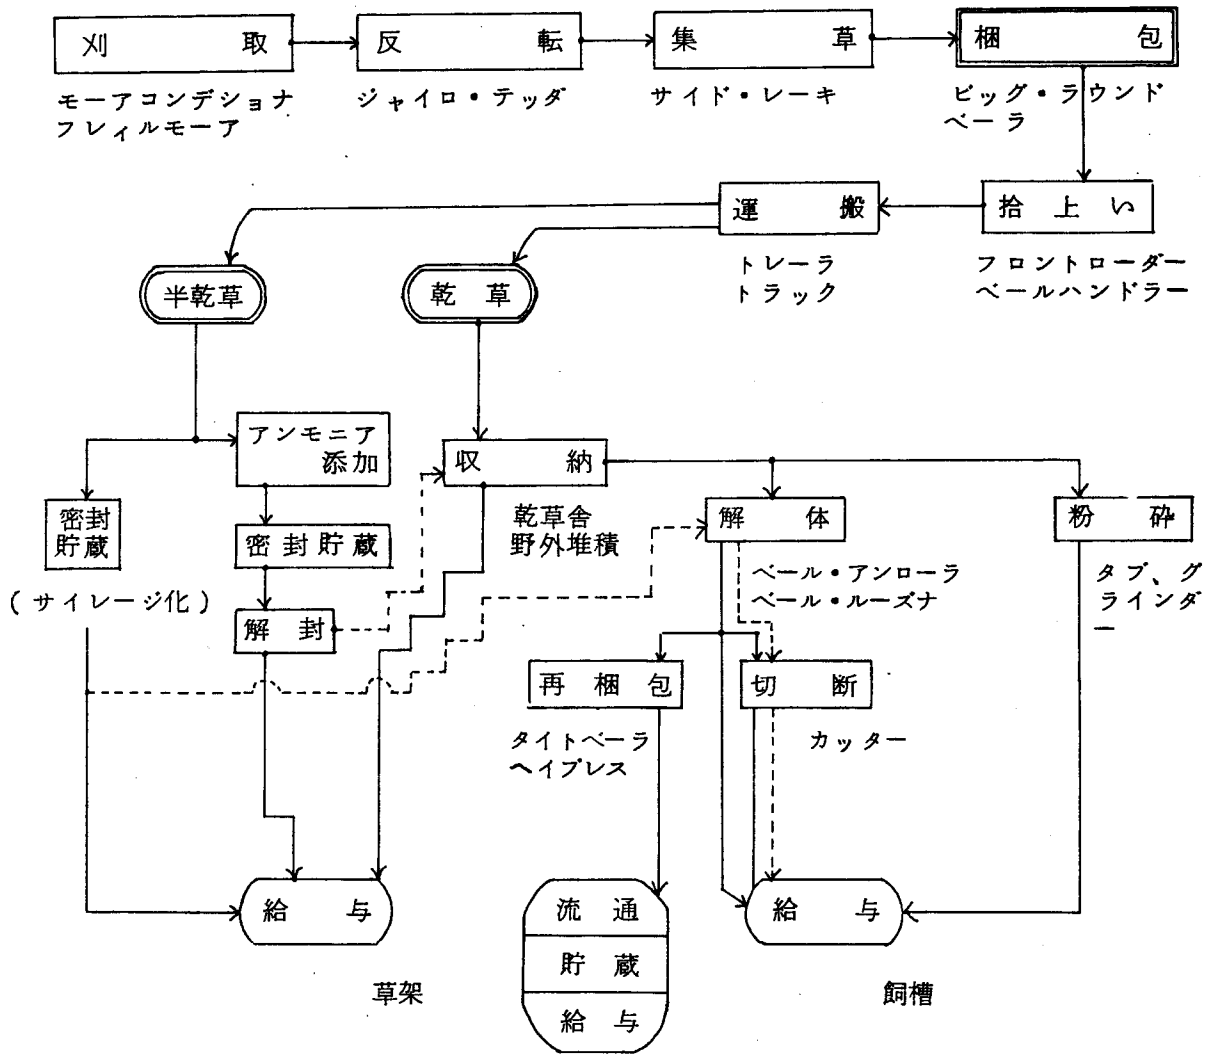 刈取
反転
集草
梱包
モーアコンデショナ
フレィルモーア
ジャイロ・テッダ
サイド・レーキ
ビッグ・ラウンド
ベーラ
運搬
拾上い
トレーラ
トラック
フロントローダー
ベールハンドラー
半乾草
乾草
アンモニア
添加
収納
密封
貯蔵
(サイレージ化)
密封貯蔵
解封
乾草舎
野外堆積
解体
粉砕
ベール・アンローラ
ベール・ルーズナ
タブ、グ
ラインダ
ー
再梱包
切断
タイトベーラ
ヘイプレス
カッター
給与
流通
貯蔵
給与
給与
草架
飼槽